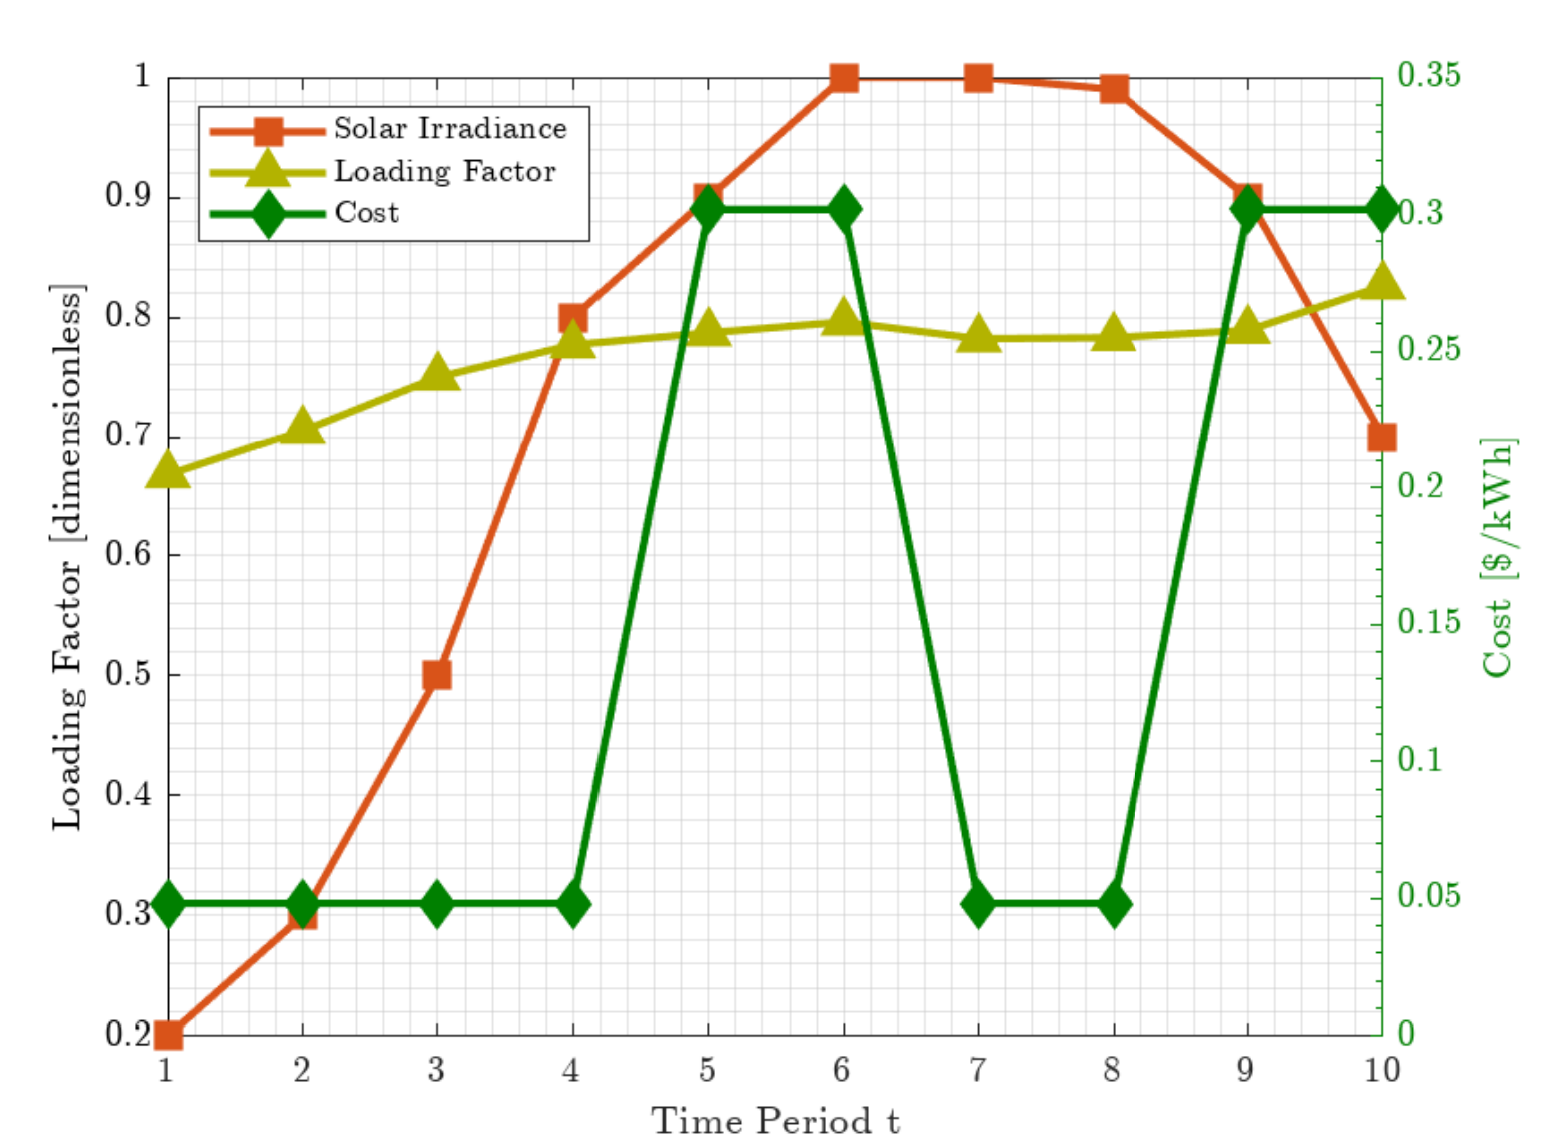 1
0.9
0.8
0.7
0.6
0.5
0.4
0.3
0.2
Loading Factor [dimensionless]
Solar Irradiance
Loading Factor
Cost
0.35
0.3
0.25
0.2
0.15
0.1
0.05
0
Cost [$/kWh]
1 2 3 4 5 6 7 8 9 10
Time Period t